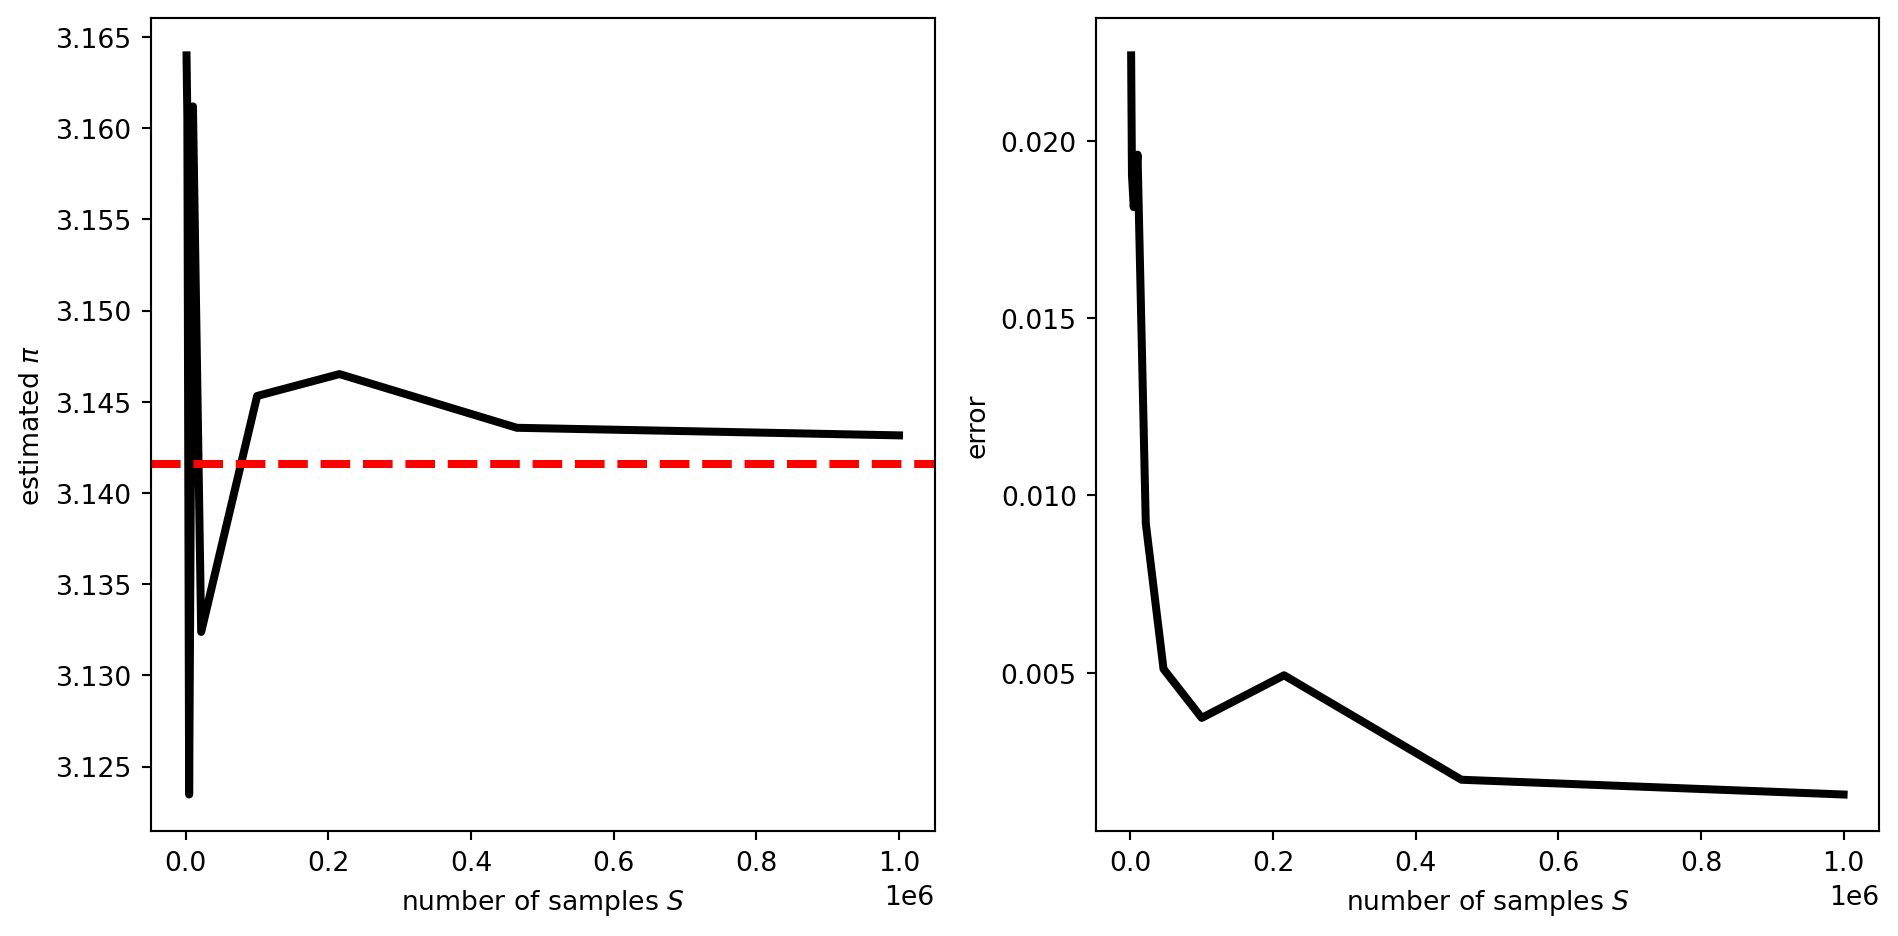 3.165
3.160
3.155
3.150
3.145
3.140
3.135
3.130
3.125
estimated π
0.0 0.2 0.4 0.6 0.8 1.0
1e6
number of samples S
0.020
0.015
0.010
0.005
error
0.0 0.2 0.4 0.6 0.8 1.0
1e6
number of samples S